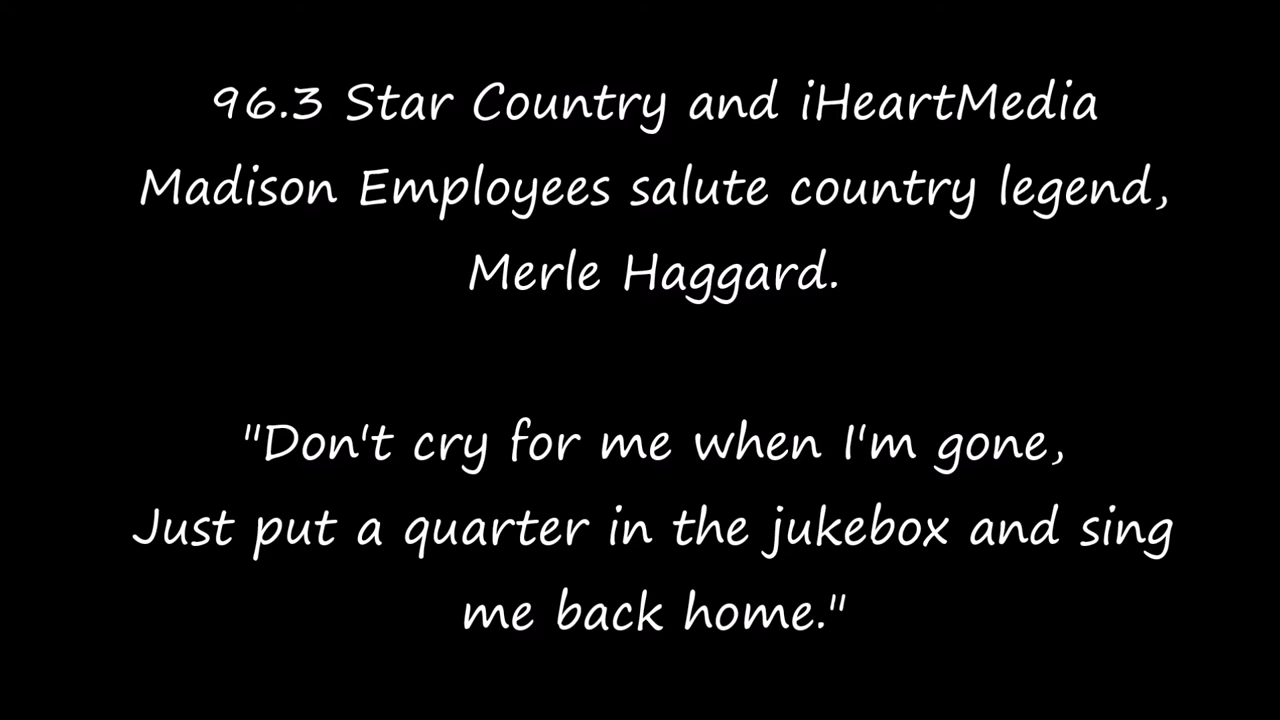 96.3 Star Country and iHeartMedia
Madison Employees salute country legend,
Merle Haggard.
"Don't cry for me when I'm gone,
Just put a quarter in the jukebox and sing
me back home."